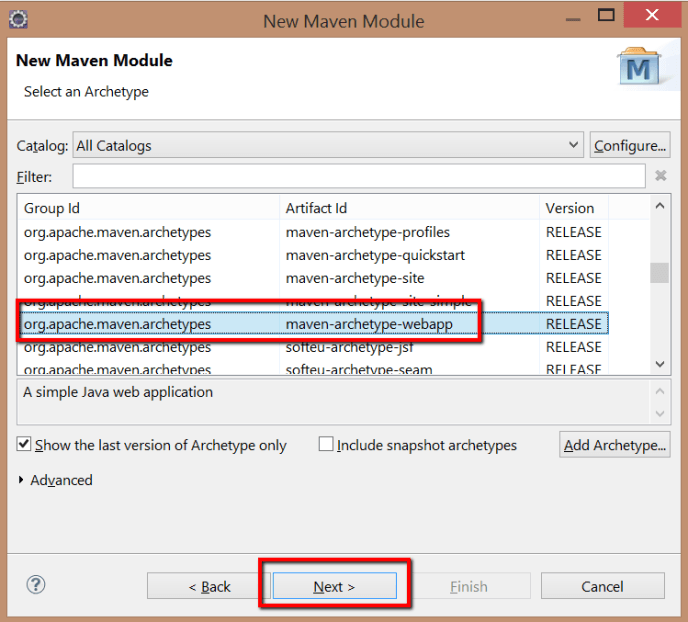 New Maven Module
New Maven Module
Select an Archetype
M
Catalog: All Catalogs Configure...
Filter:
Group Id Artifact Id Version
org.apache.maven.archetypes maven-archetype-profiles RELEASE
org.apache.maven.archetypes maven-archetype-quickstart RELEASE
org.apache.maven.archetypes maven-archetype-site RELEASE
org.apache.maven.archetypes maven-archetype-site-simple RELEASE
org.apache.maven.archetypes maven-archetype-webapp RELEASE
org.apache.maven.archetypes softeu-archetype-jsf RELEASE
org.apache.maven.archetypes softeu-archetype-seam RELEASE
A simple Java web application
Show the last version of Archetype only Include snapshot archetypes Add Archetype...
Advanced
? < Back Next > Finish Cancel